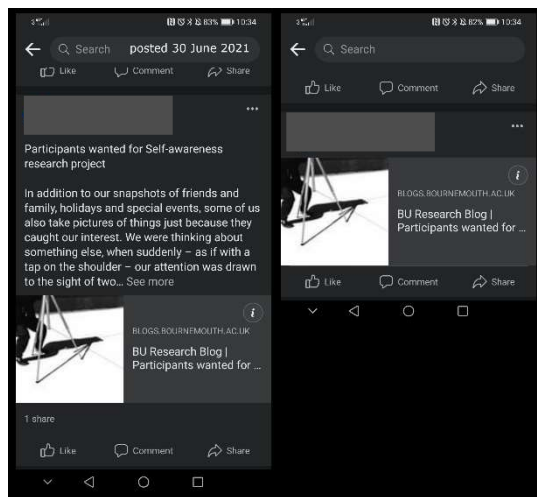 83% 10:34
Search posted 30 June 2021
Like Comment Share
Participants wanted for Self-awareness
research project
In addition to our snapshots of friends and
family, holidays and special events, some of us
also take pictures of things just because they
caught our interest. We were thinking about
something else, when suddenly – as if with a
tap on the shoulder – our attention was drawn
to the sight of two... See more
i
BLOGS.BOURNEMOUTH.AC.UK
BU Research Blog |
Participants wanted for ...
1 share
Like Comment Share
82% 10:34
Search
Like Comment Share
i
BLOGS.BOURNEMOUTH.AC.UK
BU Research Blog |
Participants wanted for ...
Like Comment Share